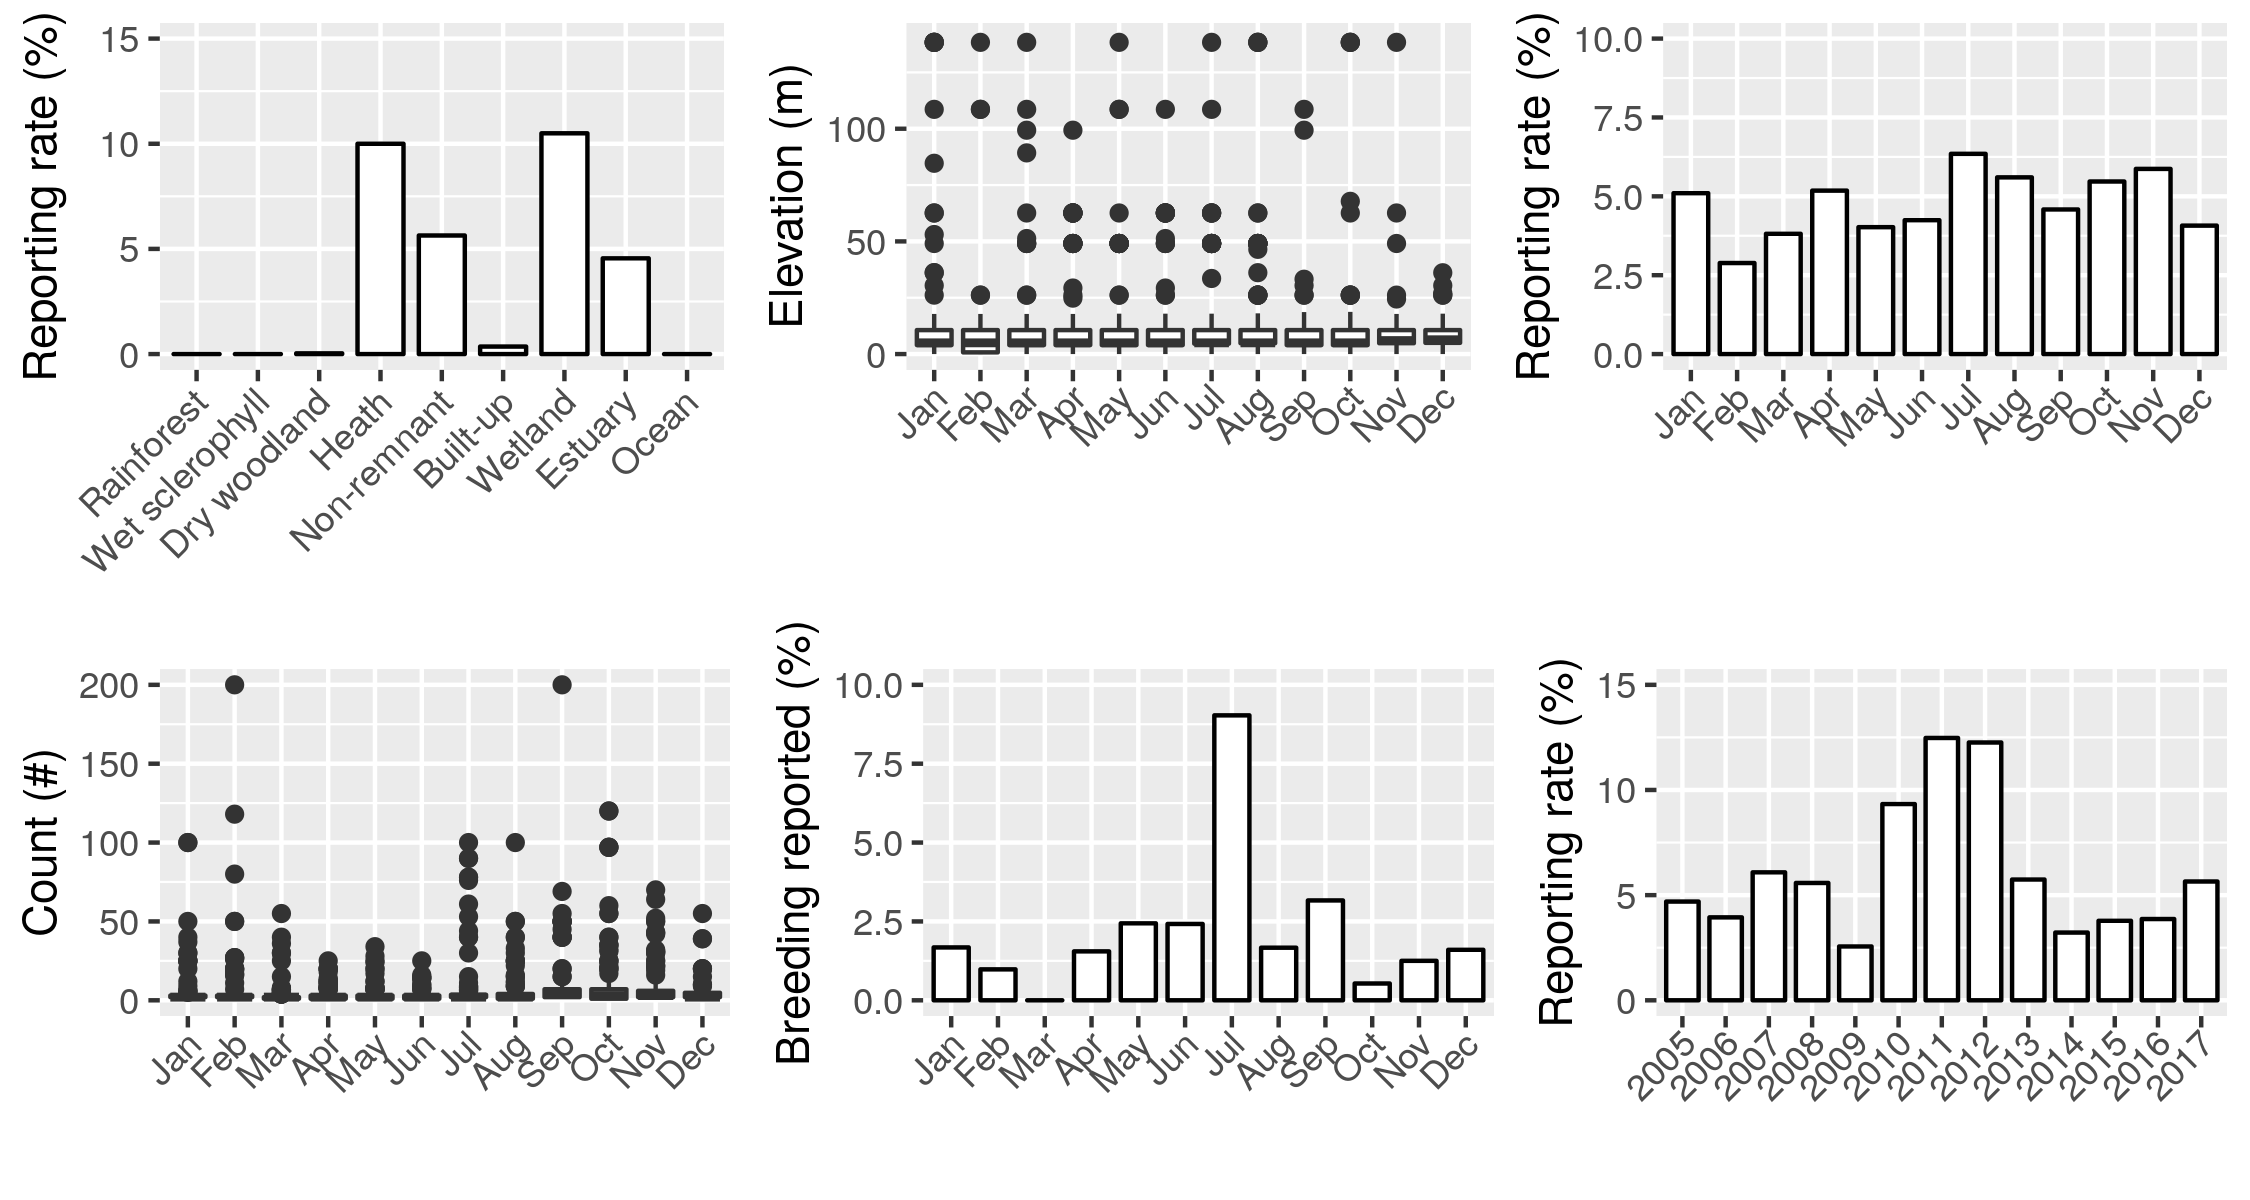 Reporting rate (%)
15
10
5
0
Rainforest
Wet sclerophyll
Dry woodland
Heath
Non-remnant
Built-up
Wetland
Estuary
Ocean
Elevation (m)
100
50
0
Jan
Feb
Mar
Apr
May
Jun
Jul
Aug
Sep
Oct
Nov
Dec
Reporting rate (%)
10.0
7.5
5.0
2.5
0.0
Jan
Feb
Mar
Apr
May
Jun
Jul
Aug
Sep
Oct
Nov
Dec
Count (#)
200
150
100
50
0
Jan
Feb
Mar
Apr
May
Jun
Jul
Aug
Sep
Oct
Nov
Dec
Breeding reported (%)
10.0
7.5
5.0
2.5
0.0
Jan
Feb
Mar
Apr
May
Jun
Jul
Aug
Sep
Oct
Nov
Dec
Reporting rate (%)
15
10
5
0
2005
2006
2007
2008
2009
2010
2011
2012
2013
2014
2015
2016
2017